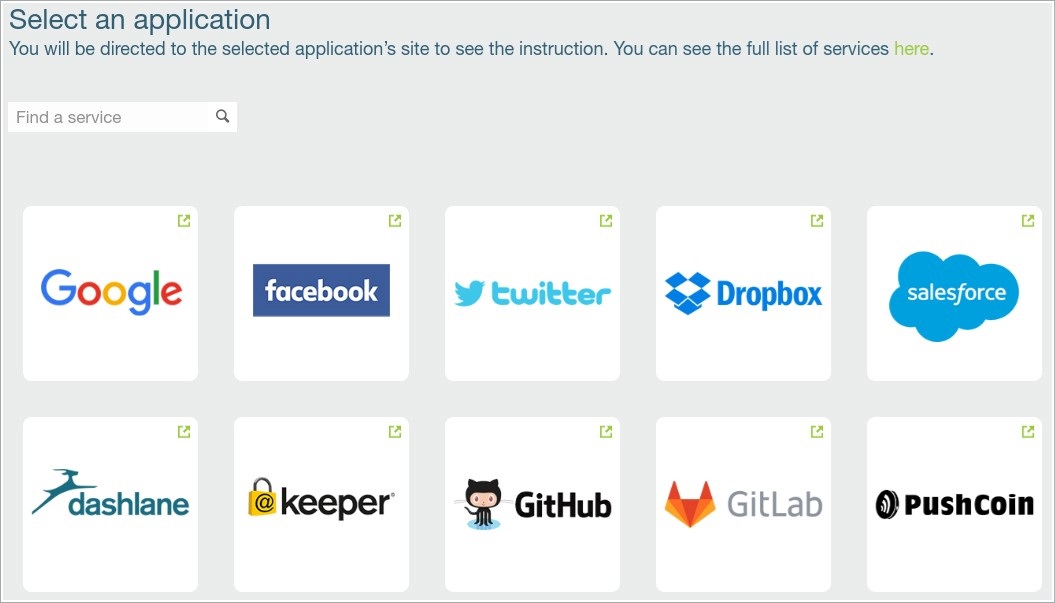 Select an application
You will be directed to the selected application's site to see the instruction. You can see the full list of services here.
Find a service
Google
facebook
twitter
Dropbox
salesforce
dashlane
@ keeper®
GitHub
GitLab
PushCoin